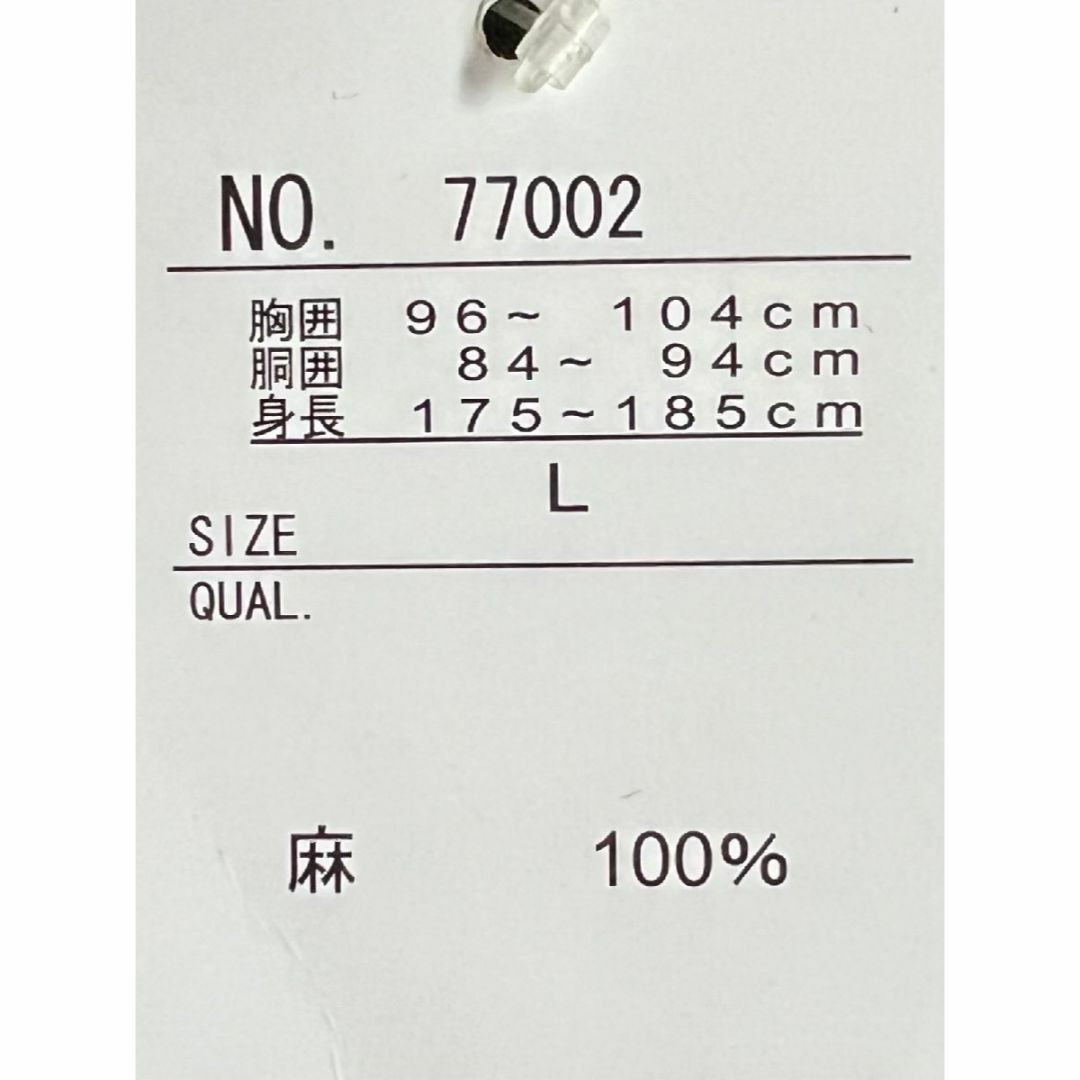 NO. 77002
胸囲 96~ 104cm
胴囲 84~ 94cm
身長 175~185cm
L
SIZE
QUAL.
麻 100%